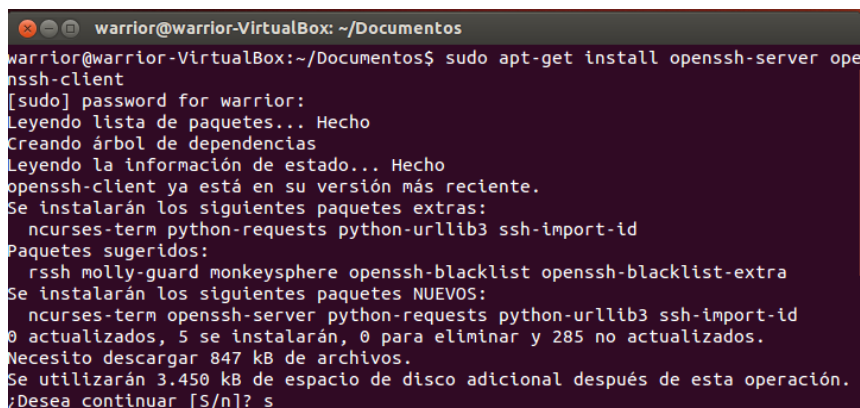 warrior@warrior-VirtualBox: ~/Documentos
warrior@warrior-VirtualBox:~/Documentos$ sudo apt-get install openssh-server ope
nssh-client
[sudo] password for warrior:
Leyendo lista de paquetes... Hecho
Creando árbol de dependencias
Leyendo la información de estado... Hecho
openssh-client ya está en su versión más reciente.
Se instalarán los siguientes paquetes extras:
  ncurses-term python-requests python-urllib3 ssh-import-id
Paquetes sugeridos:
  rssh molly-guard monkeysphere openssh-blacklist openssh-blacklist-extra
Se instalarán los siguientes paquetes NUEVOS:
  ncurses-term openssh-server python-requests python-urllib3 ssh-import-id
0 actualizados, 5 se instalarán, 0 para eliminar y 285 no actualizados.
Necesito descargar 847 kB de archivos.
Se utilizarán 3.450 kB de espacio de disco adicional después de esta operación.
¿Desea continuar [S/n]? s